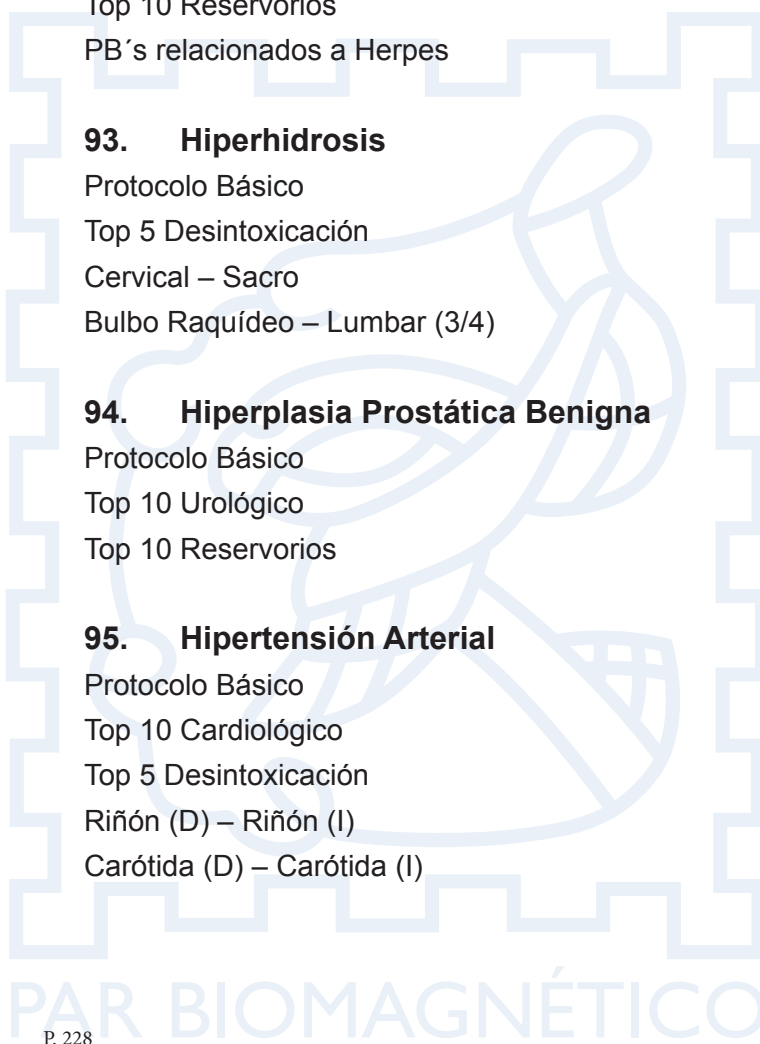 Top 10 Reservorios
PB´s relacionados a Herpes
93. Hiperhidrosis
Protocolo Básico
Top 5 Desintoxicación
Cervical – Sacro
Bulbo Raquídeo – Lumbar (3/4)
94. Hiperplasia Prostática Benigna
Protocolo Básico
Top 10 Urológico
Top 10 Reservorios
95. Hipertensión Arterial
Protocolo Básico
Top 10 Cardiológico
Top 5 Desintoxicación
Riñón (D) – Riñón (I)
Carótida (D) – Carótida (I)
PAR BIOMAGNÉTICO
P. 228